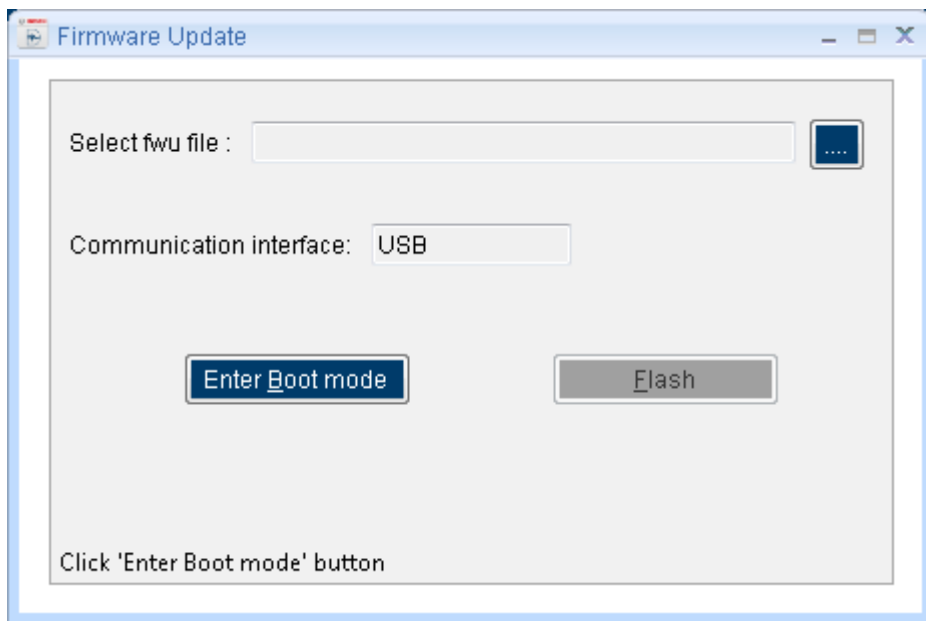 Firmware Update
Select fwu file :
....
Communication interface: USB
Enter Boot mode
Flash
Click 'Enter Boot mode' button